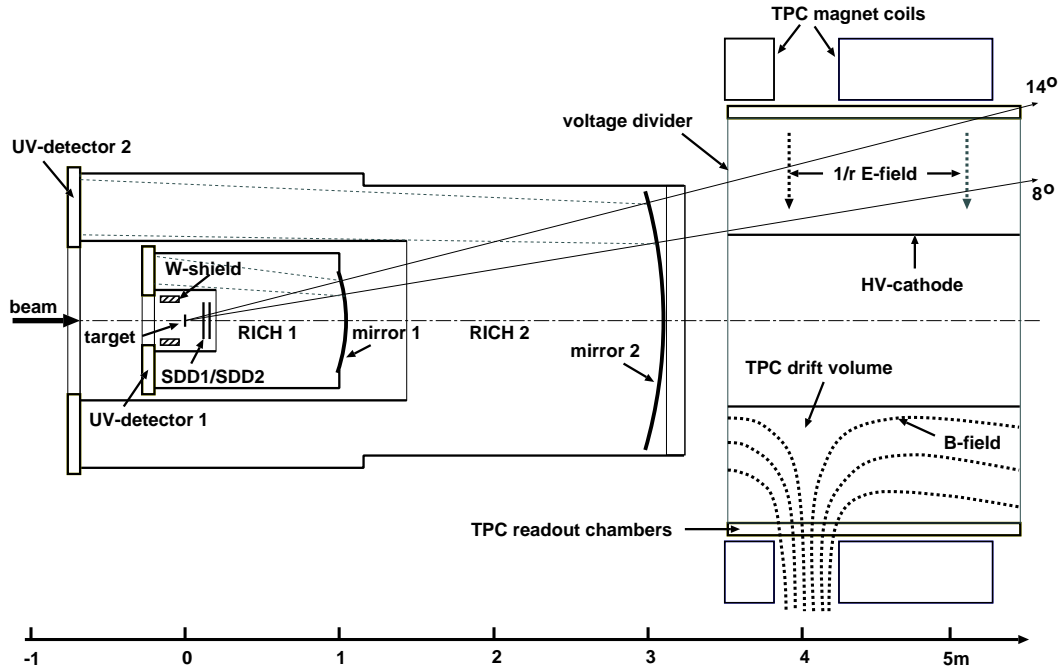 TPC magnet coils
14°
voltage divider
UV-detector 2
1/r E-field
8°
W-shield
HV-cathode
beam
target
RICH 1
mirror 1
RICH 2
mirror 2
SDD1/SDD2
TPC drift volume
UV-detector 1
B-field
TPC readout chambers
-1 0 1 2 3 4 5m